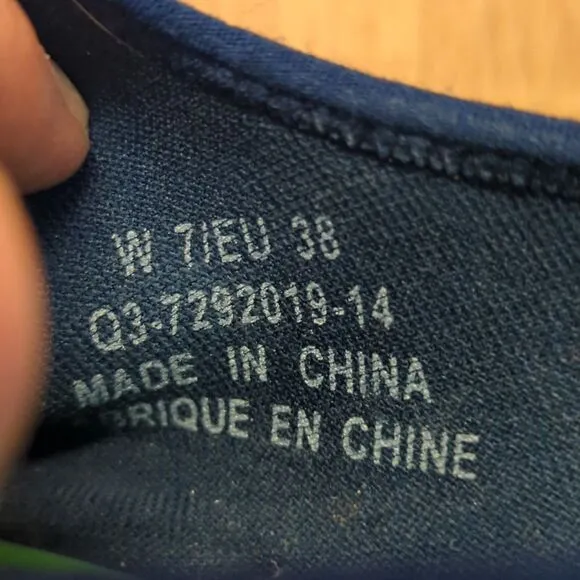 W 7/EU 38
Q3-7292019-14
MADE IN CHINA
FABRIQUE EN CHINE